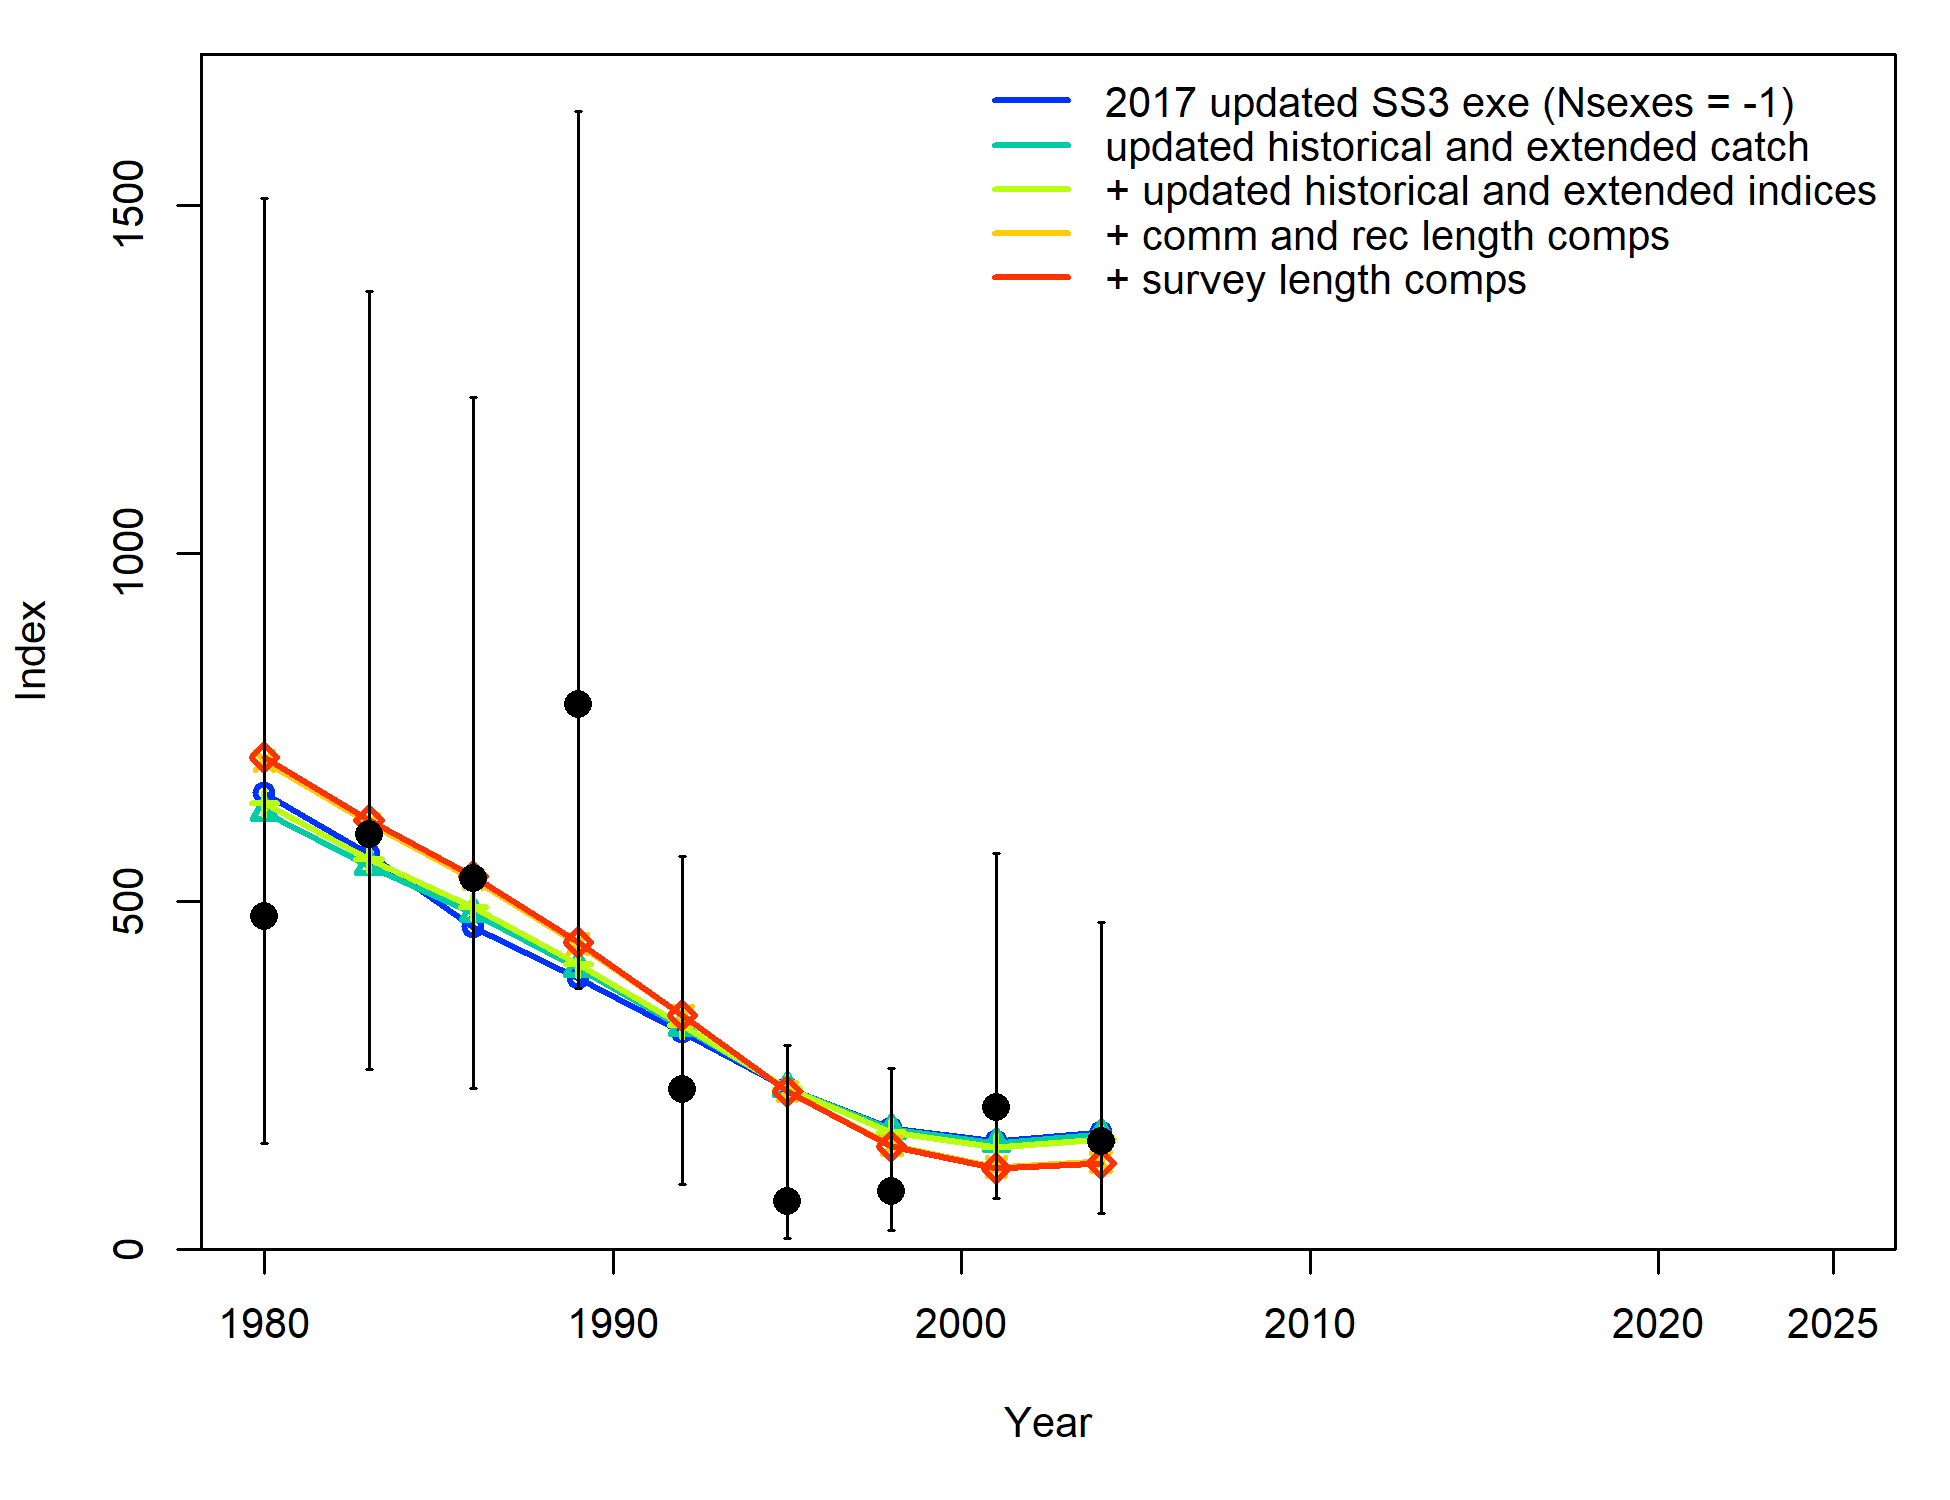 2017 updated SS3 exe (Nsexes = -1)
updated historical and extended catch
+ updated historical and extended indices
+ comm and rec length comps
+ survey length comps
1500
1000
500
0
Index
1980 1990 2000 2010 2020 2025
Year